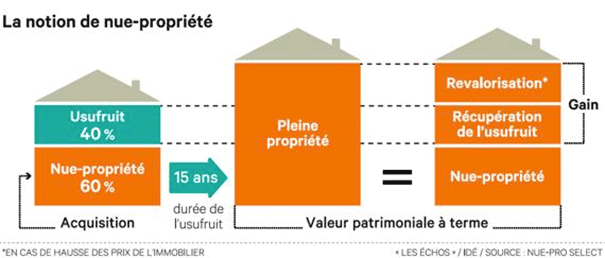 La notion de nue-propriété
Usufruit
40 %
Nue-propriété
60 %
Acquisition
15 ans
durée de
l'usufruit
Pleine
propriété
=
Revalorisation*
Récupération
de l'usufruit
Nue-propriété
Gain
Valeur patrimoniale à terme
*EN CAS DE HAUSSE DES PRIX DE L'IMMOBILIER
« LES ÉCHOS » / IDÉ / SOURCE : NUE-PRO SELECT